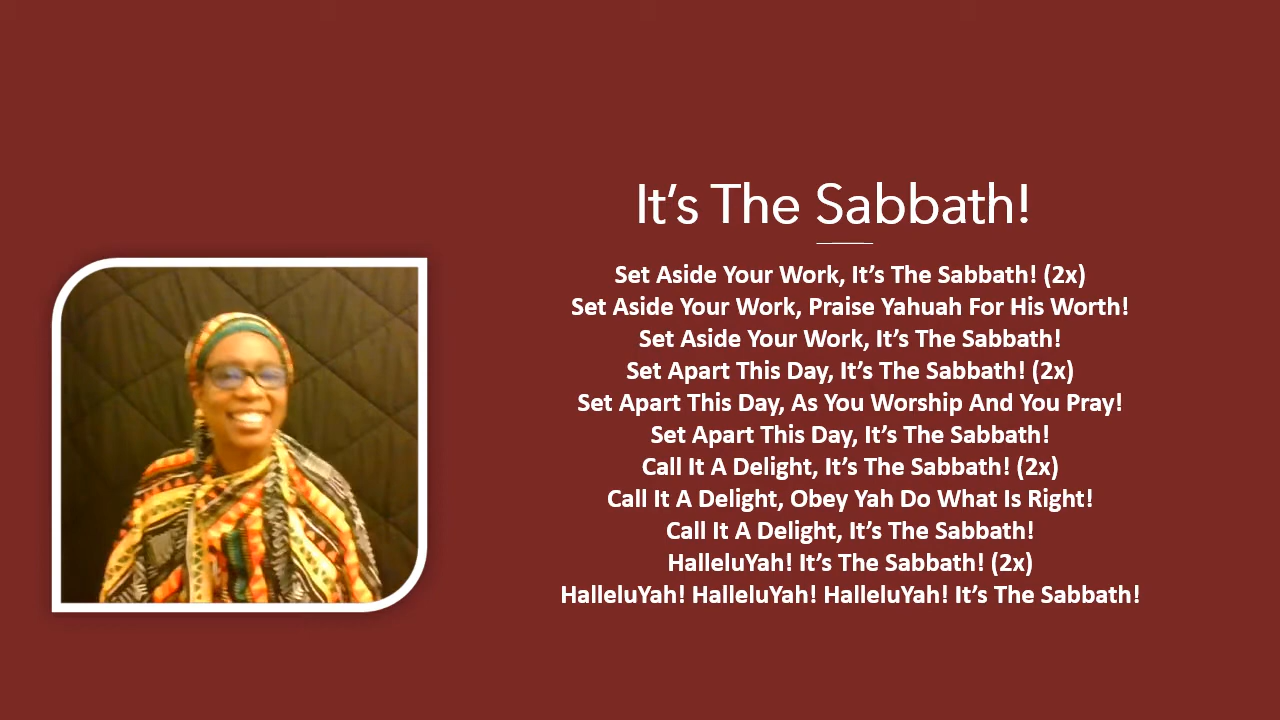 It's The Sabbath!
Set Aside Your Work, It's The Sabbath! (2x)
Set Aside Your Work, Praise Yahuah For His Worth!
Set Aside Your Work, It's The Sabbath!
Set Apart This Day, It's The Sabbath! (2x)
Set Apart This Day, As You Worship And You Pray!
Set Apart This Day, It's The Sabbath!
Call It A Delight, It's The Sabbath! (2x)
Call It A Delight, Obey Yah Do What Is Right!
Call It A Delight, It's The Sabbath!
HalleluYah! It's The Sabbath! (2x)
HalleluYah! HalleluYah! HalleluYah! It's The Sabbath!